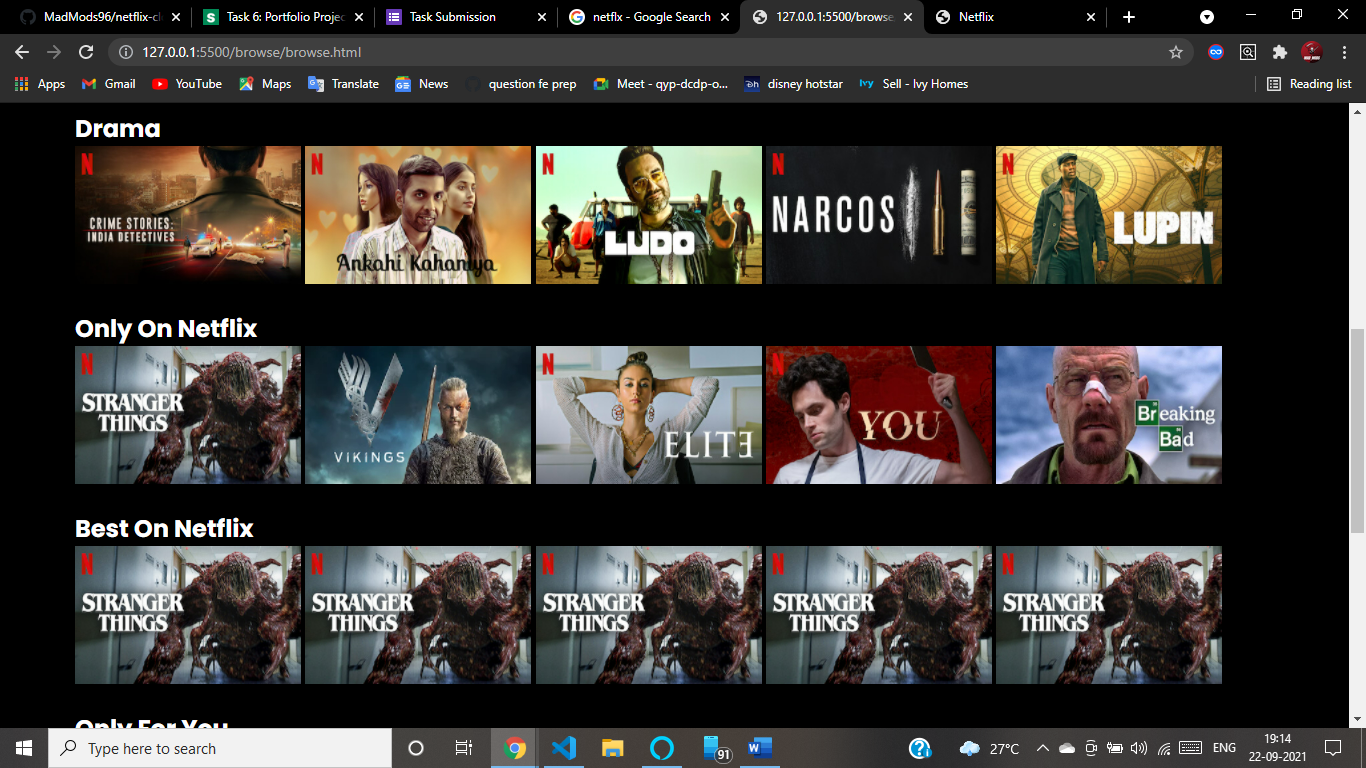 MadMods96/netflix-cl
Task 6: Portfolio Projec
Task Submission
netflx - Google Search
127.0.0.1:5500/browse
Netflix
127.0.0.1:5500/browse/browse.html
Apps
Gmail
YouTube
Maps
Translate
News
question fe prep
Meet - qyp-dcdp-o...
disney hotstar
Sell - Ivy Homes
Reading list
Drama
N
CRIME STORIES:
INDIA DETECTIVES
N
Ankahi Kahaniya
N
LUDO
N
NARCOS
N
LUPIN
Only On Netflix
N
STRANGER
THINGS
VIKINGS
N
ELITE
N
YOU
Breaking
Bad
Best On Netflix
N
STRANGER
THINGS
N
STRANGER
THINGS
N
STRANGER
THINGS
N
STRANGER
THINGS
N
STRANGER
THINGS
Only For You
Type here to search
91
27°C
ENG
19:14
22-09-2021